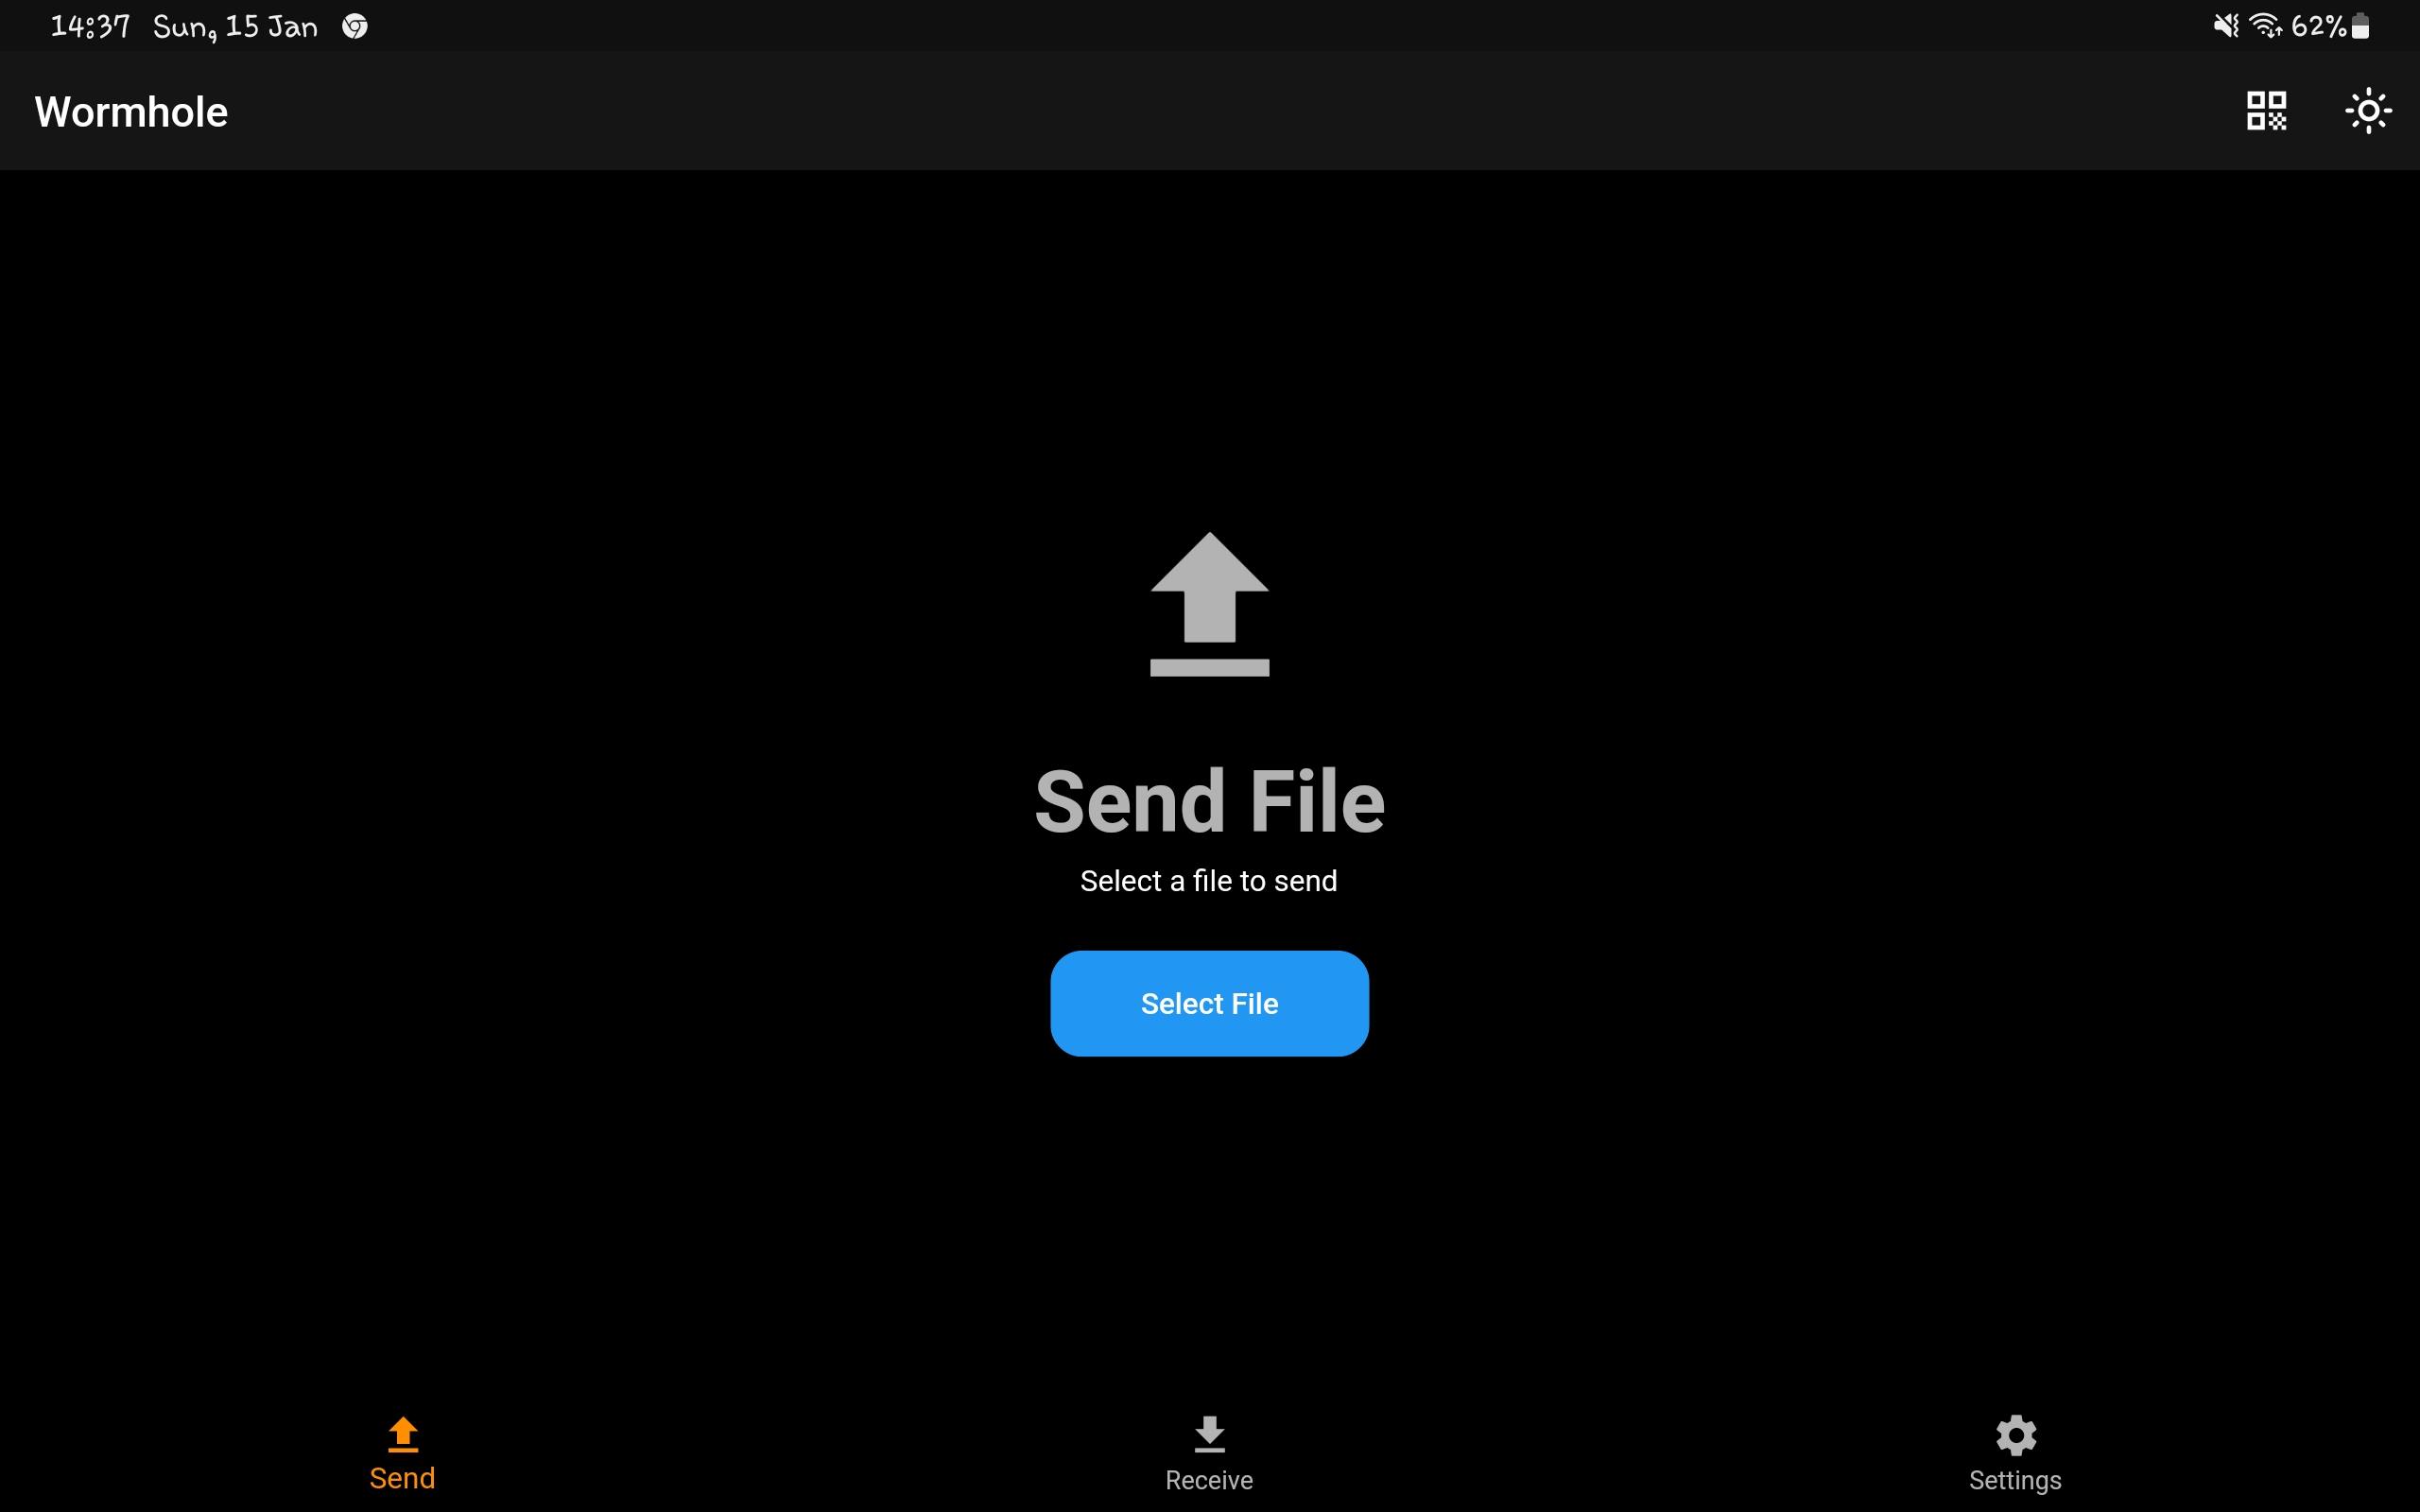 14:37 Sun, 15 Jan 62%
Wormhole
Send File
Select a file to send
Select File
Send Receive Settings